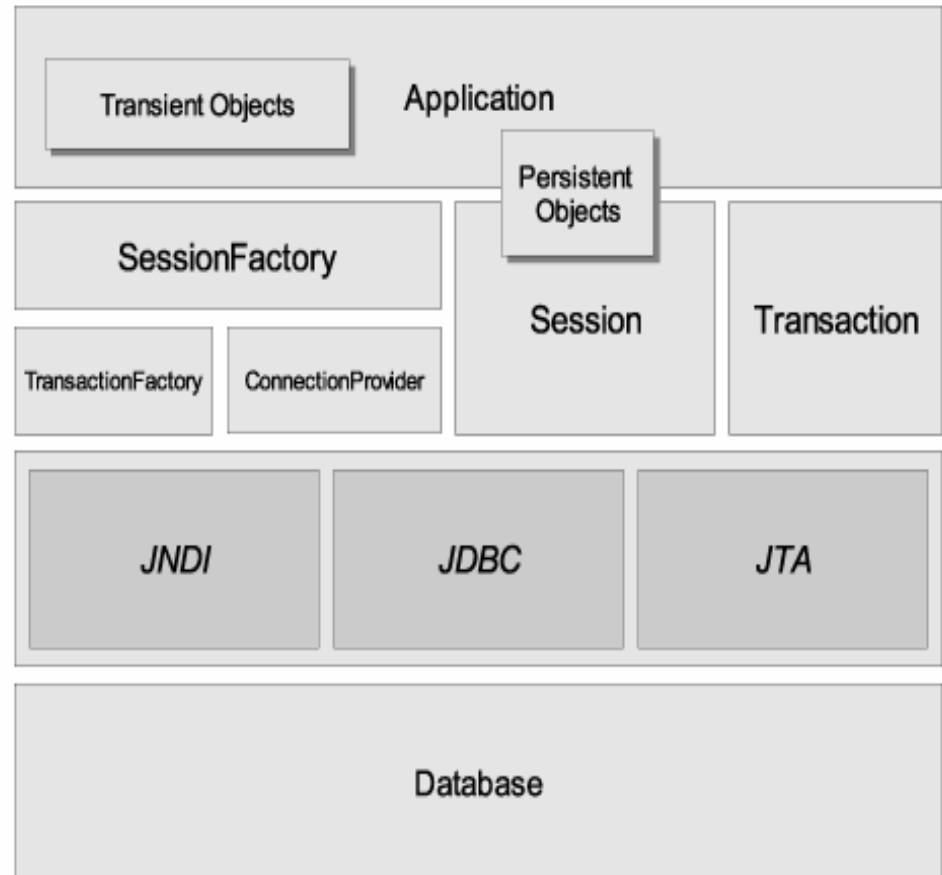 Transient Objects
Application
Persistent
Objects
SessionFactory
Session
Transaction
TransactionFactory
ConnectionProvider
JNDI
JDBC
JTA
Database